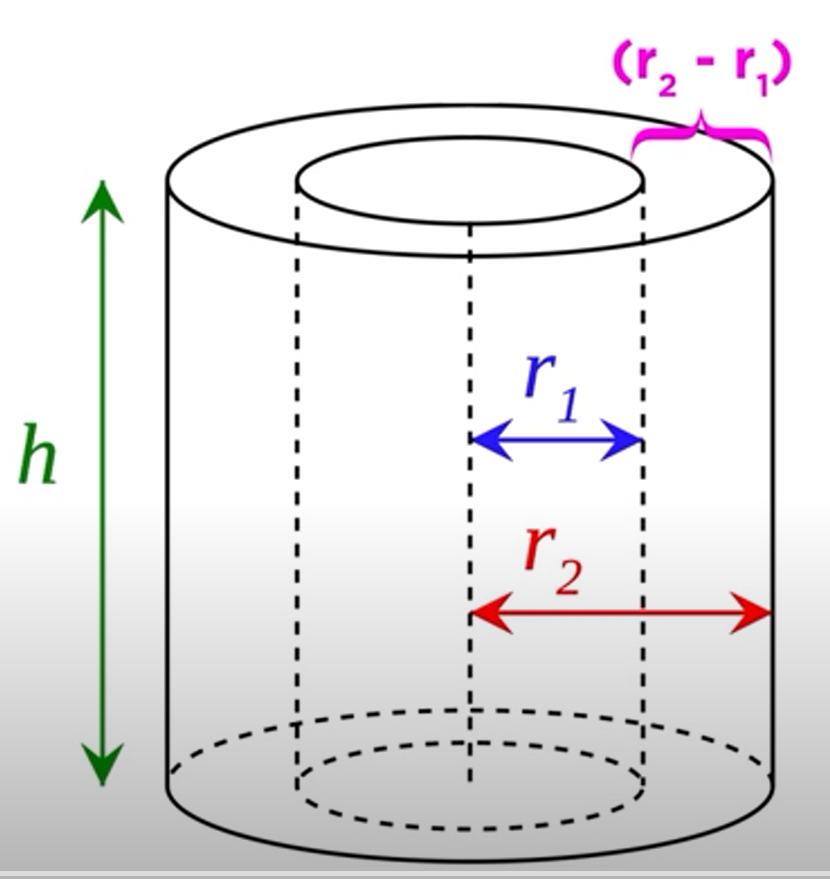 (r₂ - r₁)
r₁
h
r₂